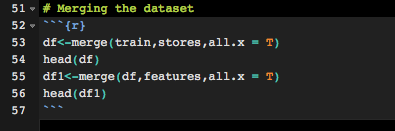 51 # Merging the dataset
52 ```{r}
53 df<-merge(train,stores,all.x = T)
54 head(df)
55 df1<-merge(df,features,all.x = T)
56 head(df1)
57 ```